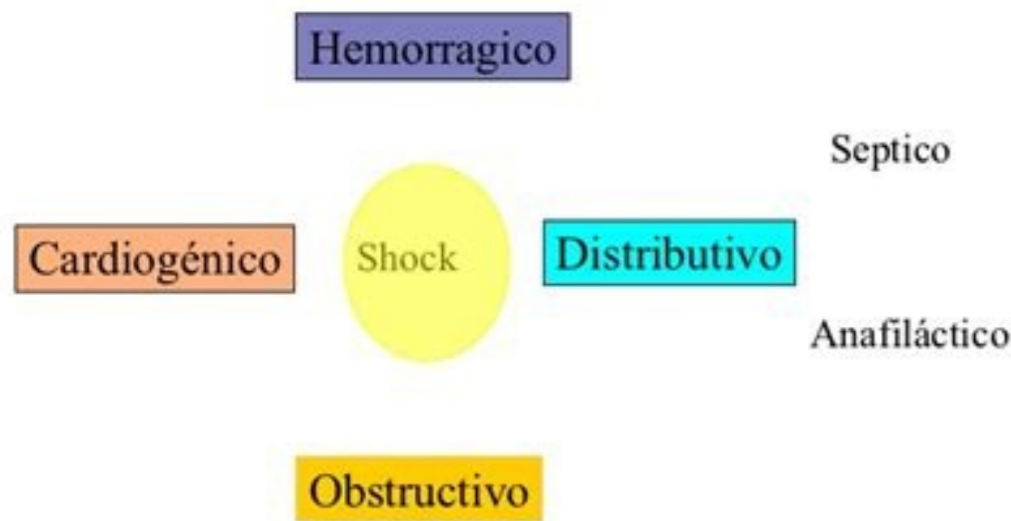 Hemorragico
Septico
Cardiogénico
Shock
Distributivo
Anafiláctico
Obstructivo